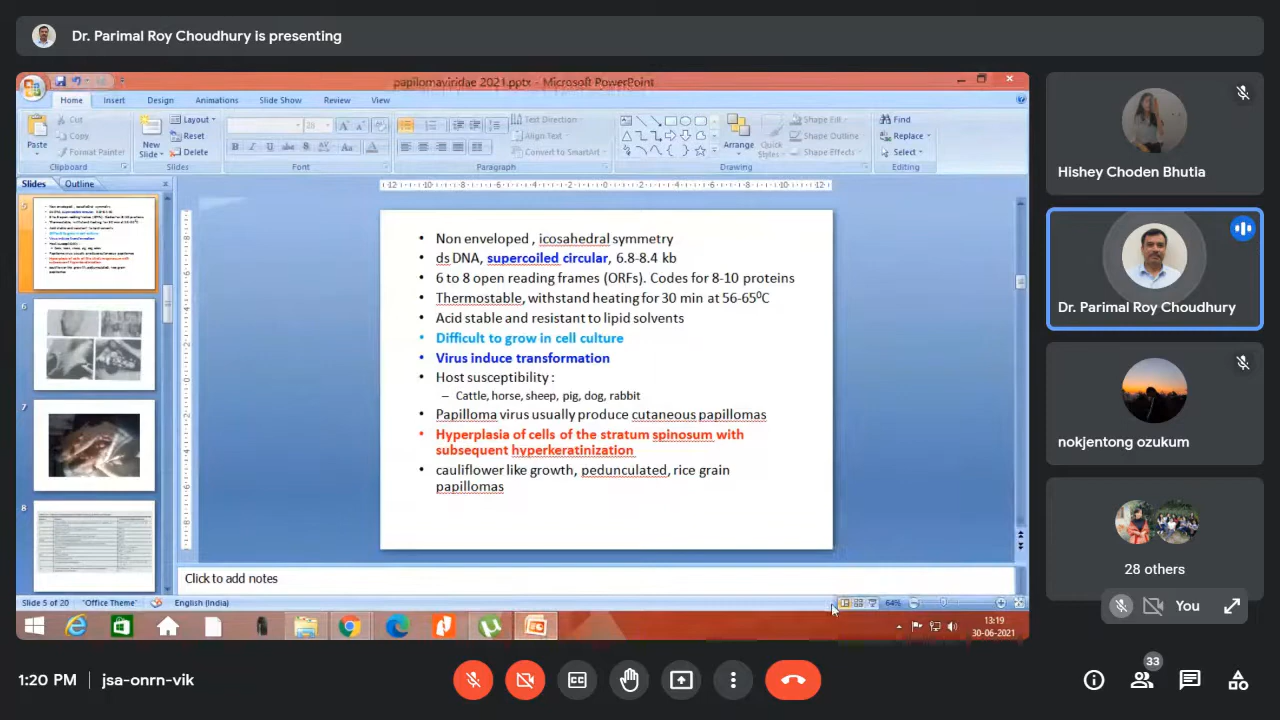 Dr. Parimal Roy Choudhury is presenting
papilomaviridae 2021.pptx - Microsoft PowerPoint
Home Insert Design Animations Slide Show Review View
Cut
Copy
Format Painter
Paste
Clipboard
New
Slide
Layout
Reset
Delete
Slides
Font
Text Direction
Align Text
Convert to SmartArt
Paragraph
Arrange
Quick
Styles
Shape Fill
Shape Outline
Shape Effects
Drawing
Find
Replace
Select
Editing
Slides Outline
• Non enveloped , icosahedral symmetry
• ds DNA, supercoiled circular, 6.8-8.4 kb
• 6 to 8 open reading frames (ORFs). Codes for 8-10 proteins
• Thermostable, withstand heating for 30 min at 56-65⁰C
• Acid stable and resistant to lipid solvents
• Difficult to grow in cell culture
• Virus induce transformation
• Host susceptibility :
– Cattle, horse, sheep, pig, dog, rabbit
• Papilloma virus usually produce cutaneous papillomas
• Hyperplasia of cells of the stratum spinosum with
subsequent hyperkeratinization
• cauliflower like growth, pedunculated, rice grain
papillomas
6
7
8
Click to add notes
Slide 5 of 20 "Office Theme" English (India) 64%
13:19
30-06-2021
Hishey Choden Bhutia
Dr. Parimal Roy Choudhury
nokjentong ozukum
28 others
You
1:20 PM | jsa-onrn-vik
CC
33